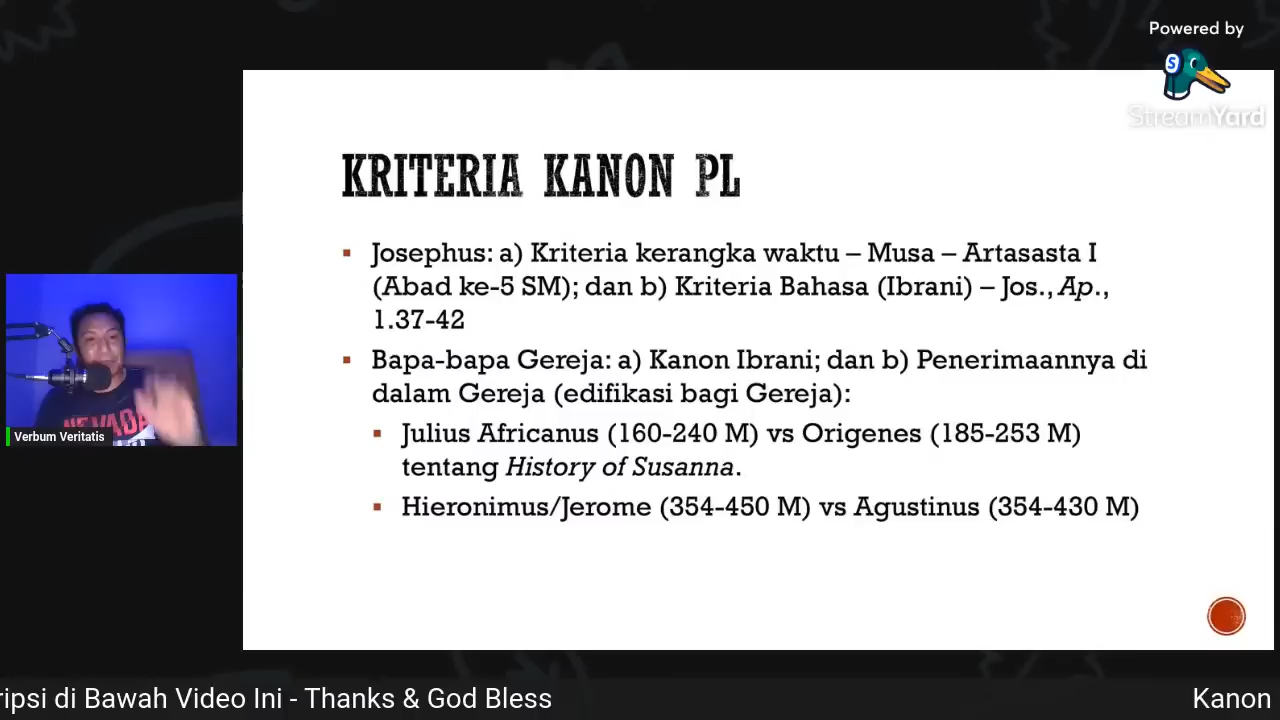 Powered by
S
StreamYard
KRITERIA KANON PL
Josephus: a) Kriteria kerangka waktu – Musa – Artasasta I
(Abad ke-5 SM); dan b) Kriteria Bahasa (Ibrani) – Jos., Ap.,
1.37-42
Bapa-bapa Gereja: a) Kanon Ibrani; dan b) Penerimaannya di
dalam Gereja (edifikasi bagi Gereja):
Julius Africanus (160-240 M) vs Origenes (185-253 M)
tentang History of Susanna.
Hieronimus/Jerome (354-450 M) vs Agustinus (354-430 M)
NEVADA
Verbum Veritatis
ripsi di Bawah Video Ini - Thanks & God Bless
Kanon